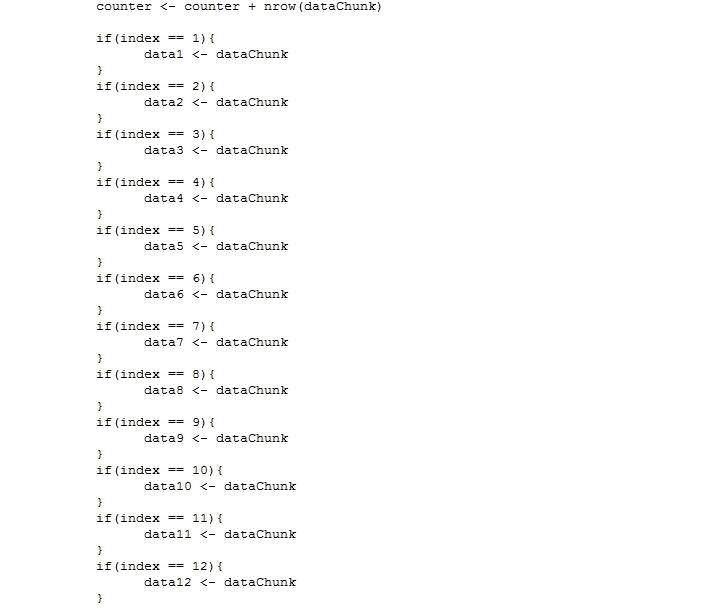 counter <- counter + nrow(dataChunk)
if(index == 1){
data1 <- dataChunk
}
if(index == 2){
data2 <- dataChunk
}
if(index == 3){
data3 <- dataChunk
}
if(index == 4){
data4 <- dataChunk
}
if(index == 5){
data5 <- dataChunk
}
if(index == 6){
data6 <- dataChunk
}
if(index == 7){
data7 <- dataChunk
}
if(index == 8){
data8 <- dataChunk
}
if(index == 9){
data9 <- dataChunk
}
if(index == 10){
data10 <- dataChunk
}
if(index == 11){
data11 <- dataChunk
}
if(index == 12){
data12 <- dataChunk
}